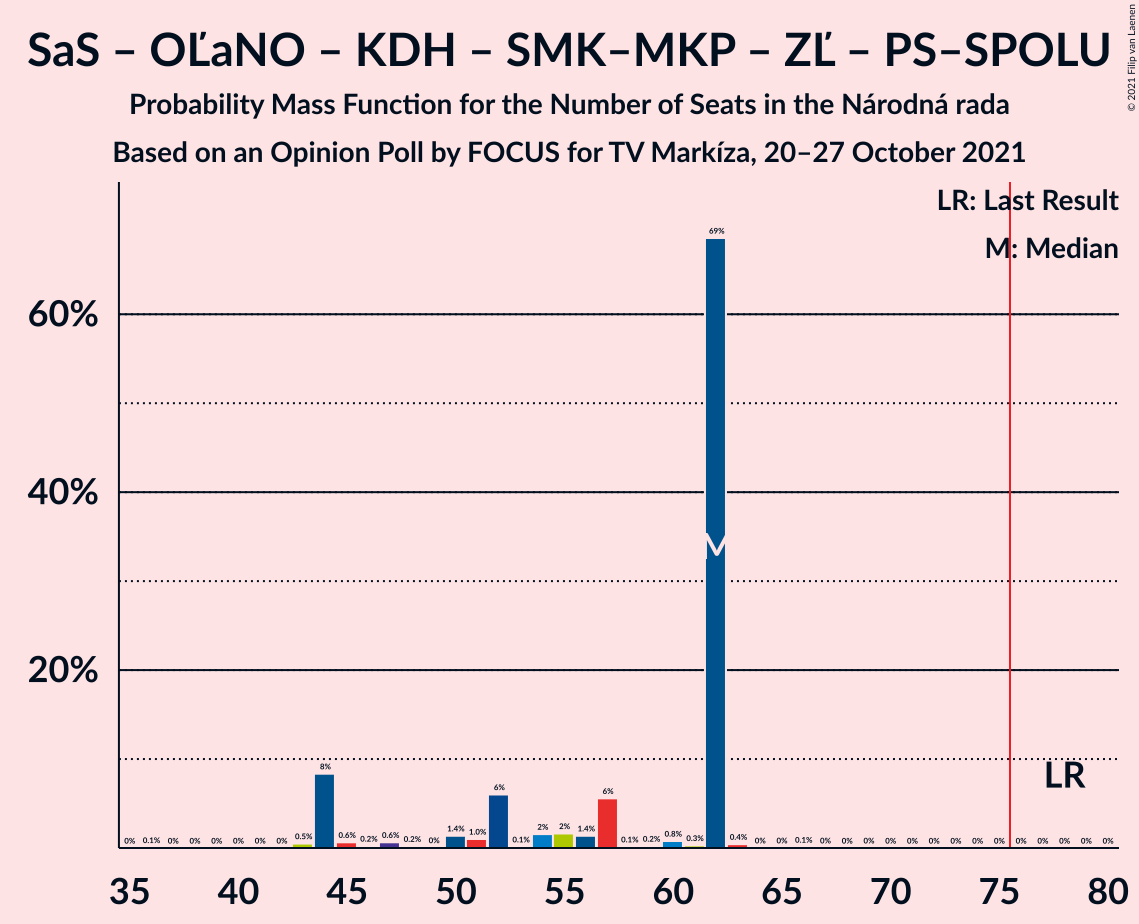 SaS – OĽaNO – KDH – SMK–MKP – ZĽ – PS–SPOLU
Probability Mass Function for the Number of Seats in the Národná rada
Based on an Opinion Poll by FOCUS for TV Markíza, 20–27 October 2021
© 2021 Filip van Laenen
LR: Last Result
M: Median
60%
40%
20%
0% 0.1% 0% 0% 0% 0% 0% 0% 0.5% 8% 0.6% 0.2% 0.6% 0.2% 0% 1.4% 1.0% 6% 0.1% 2% 2% 1.4% 6% 0.1% 0.2% 0.8% 0.3% 69% 0.4% 0% 0% 0.1% 0% 0% 0% 0% 0% 0% 0% 0% 0% 0% 0% 0% 0% 0%
M
LR
35 40 45 50 55 60 65 70 75 80